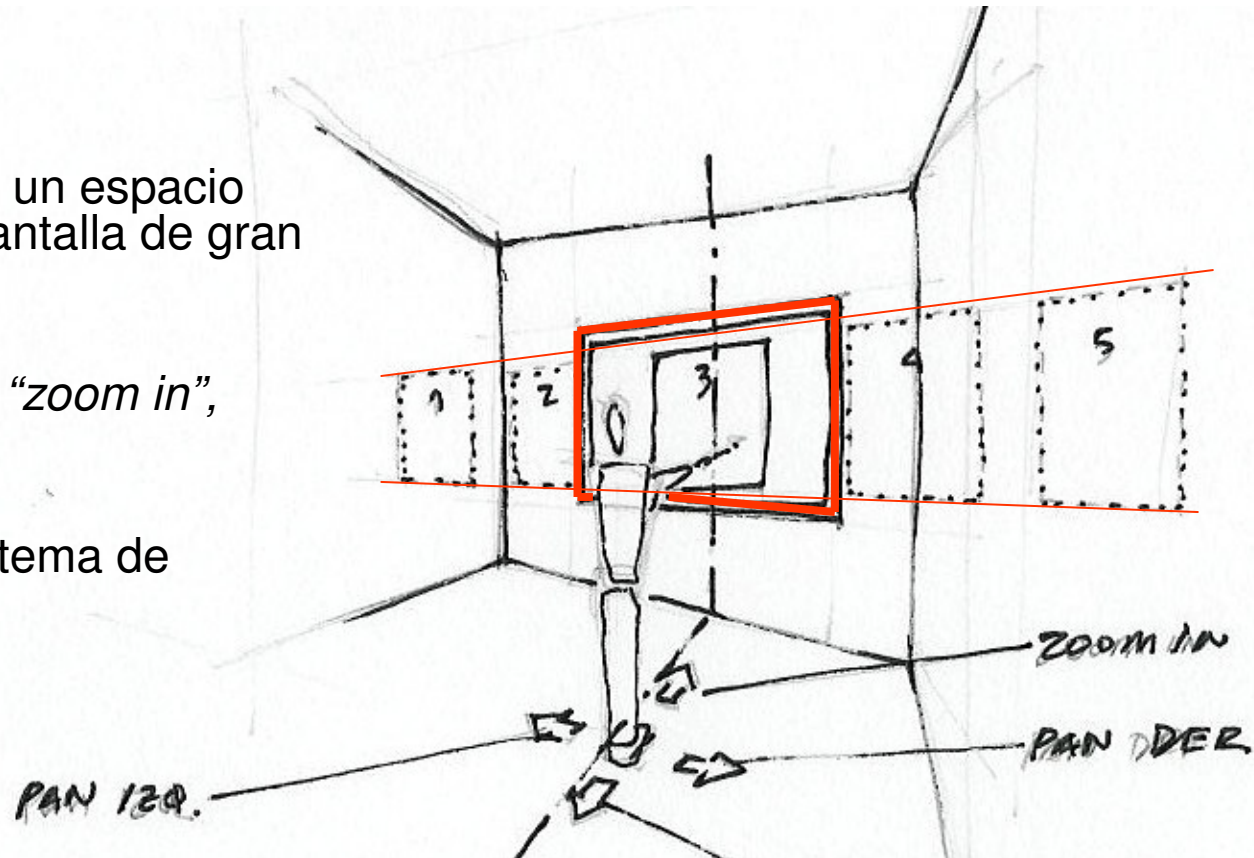 un espacio
antalla de gran
“zoom in”,
tema de
1
2
3
4
5
ZOOM IN
PAN DDER.
PAN IZQ.